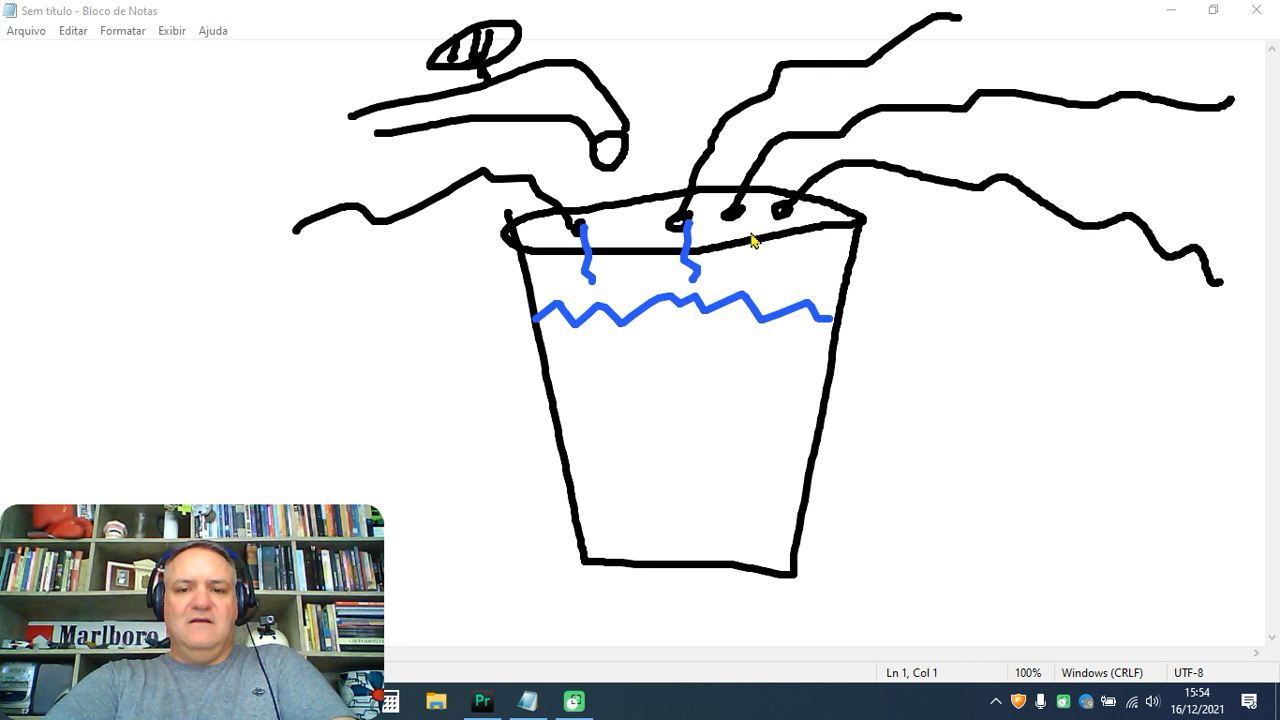 Sem título - Bloco de Notas
Arquivo Editar Formatar Exibir Ajuda
Marlboro
Ln 1, Col 1 100% Windows (CRLF) UTF-8
Pr
15:54
16/12/2021